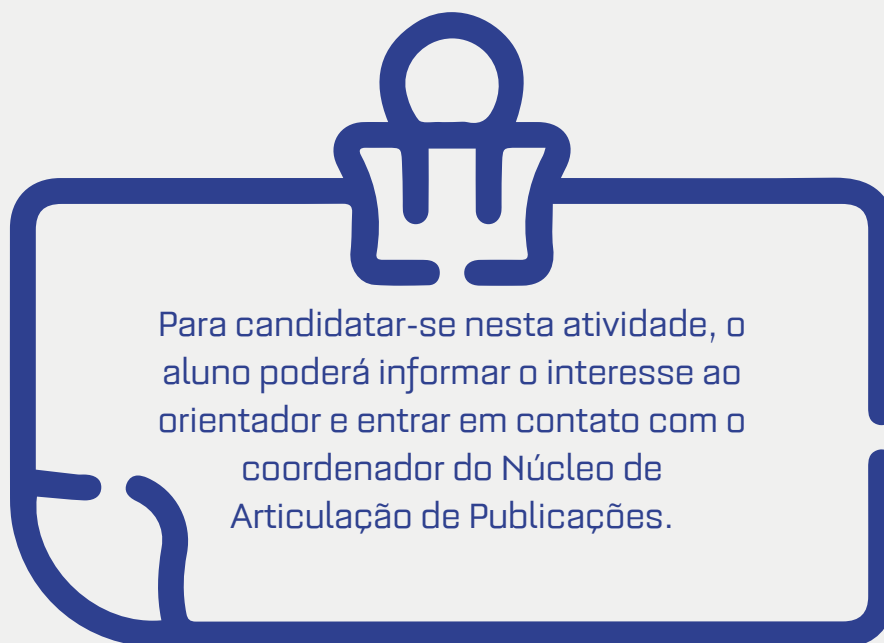 Para candidatar-se nesta atividade, o
aluno poderá informar o interesse ao
orientador e entrar em contato com o
coordenador do Núcleo de
Articulação de Publicações.